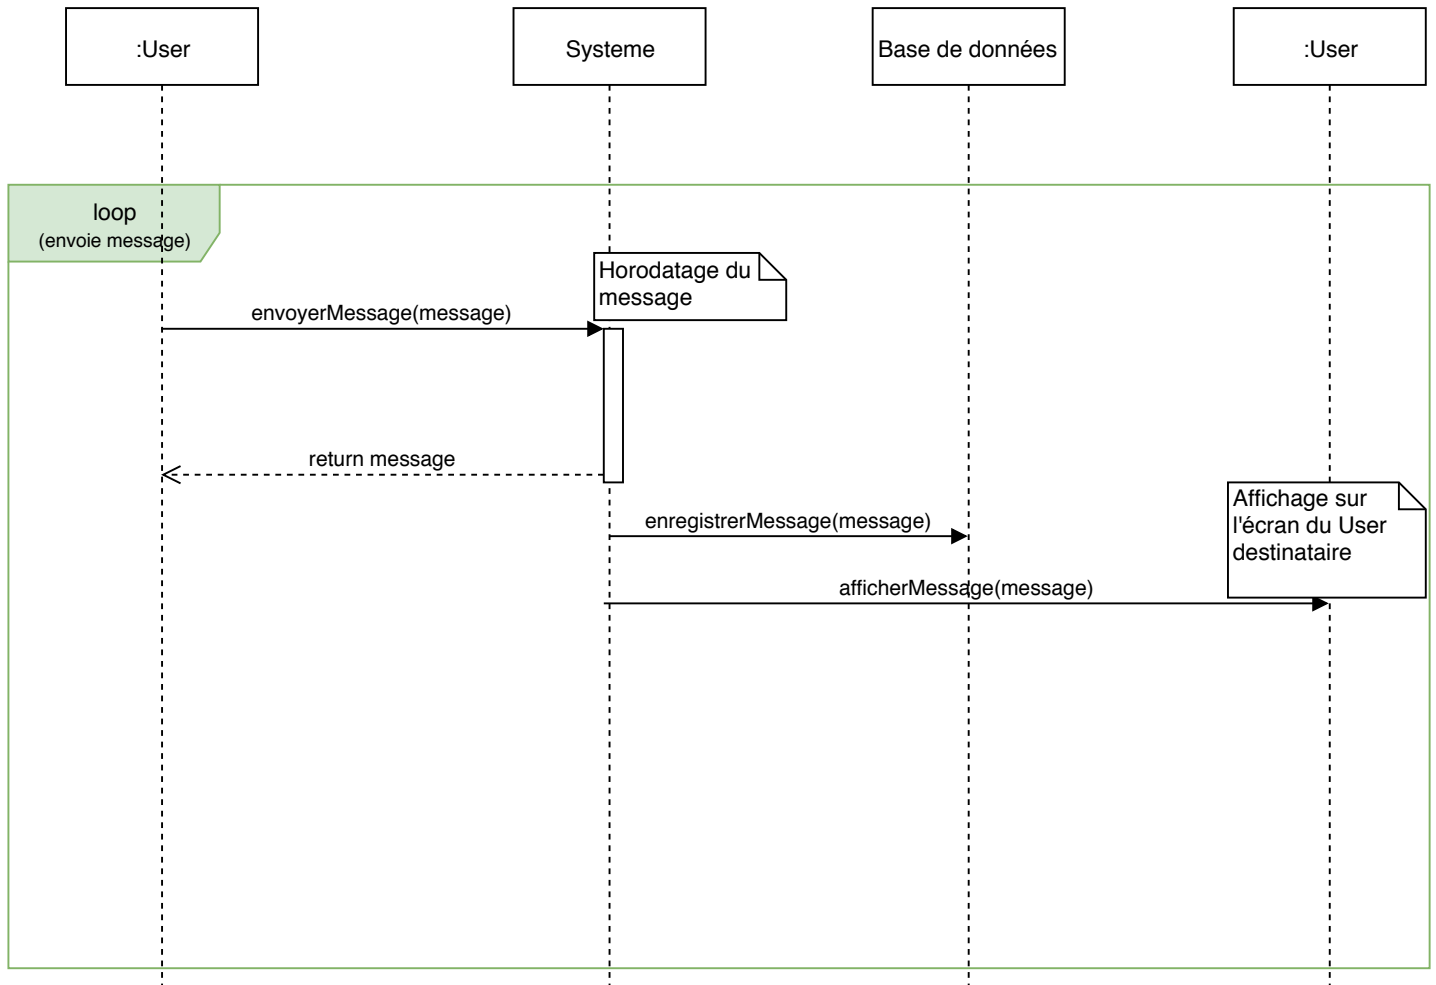 :User
Systeme
Base de données
:User
loop
(envoie message)
Horodatage du
message
envoyerMessage(message)
return message
Affichage sur
l'écran du User
destinataire
enregistrerMessage(message)
afficherMessage(message)